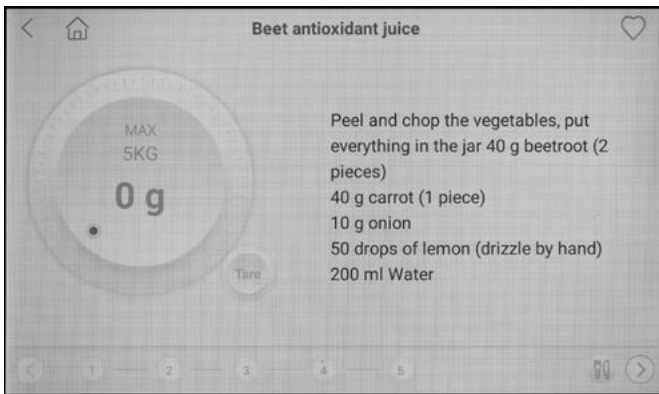 Beet antioxidant juice
MAX
5KG
0 g
Tare
Peel and chop the vegetables, put
everything in the jar 40 g beetroot (2
pieces)
40 g carrot (1 piece)
10 g onion
50 drops of lemon (drizzle by hand)
200 ml Water
1 2 3 4 5